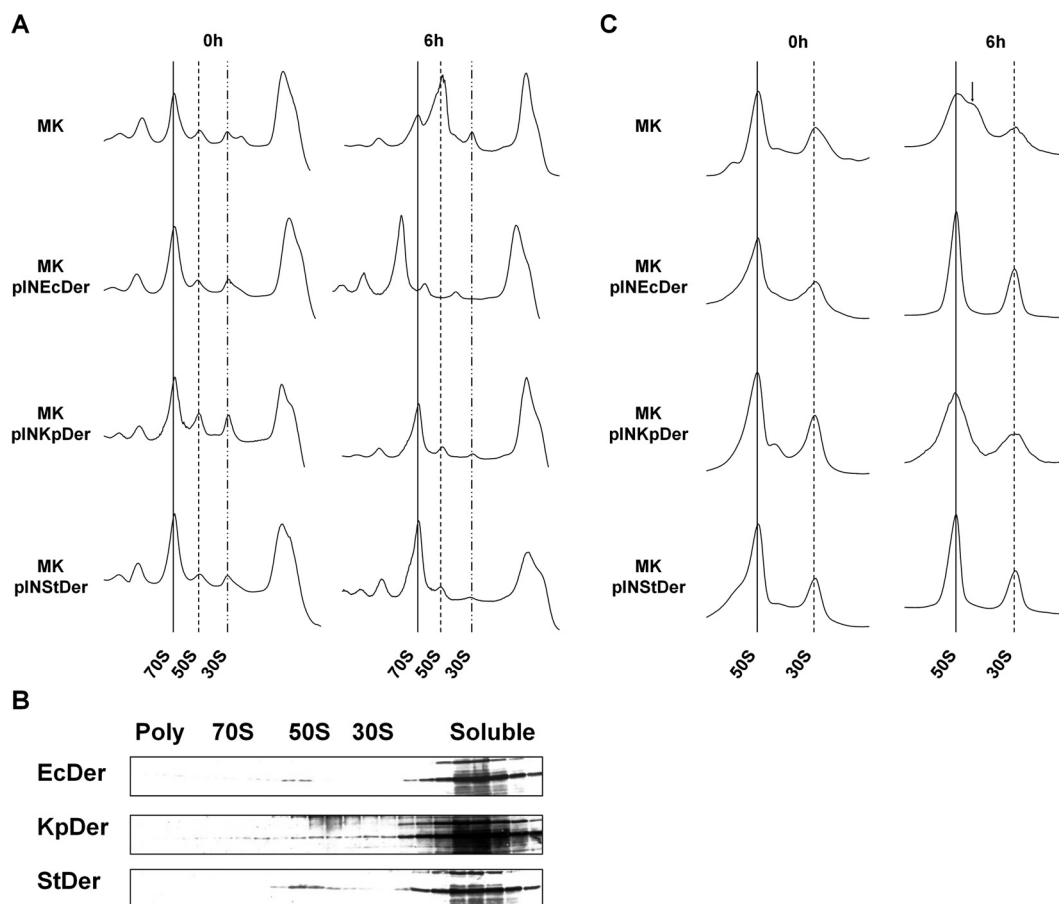 A
0h
6h
MK
MK
pINEcDer
MK
pINKpDer
MK
pINStDer
70S
50S
30S
70S
50S
30S
C
0h
6h
MK
MK
pINEcDer
MK
pINKpDer
MK
pINStDer
50S
30S
50S
30S
B
Poly 70S 50S 30S Soluble
EcDer
KpDer
StDer